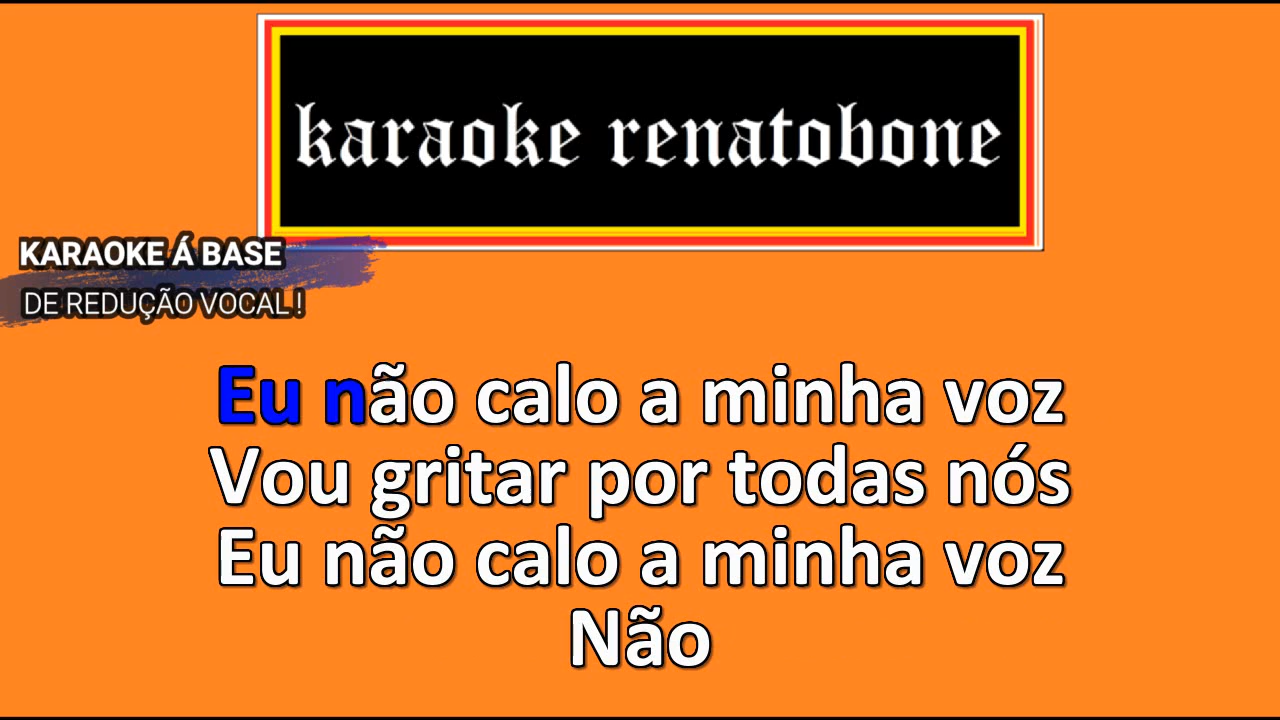 karaoke renatobone
KARAOKE Á BASE
DE REDUÇÃO VOCAL !
Eu não calo a minha voz
Vou gritar por todas nós
Eu não calo a minha voz
Não